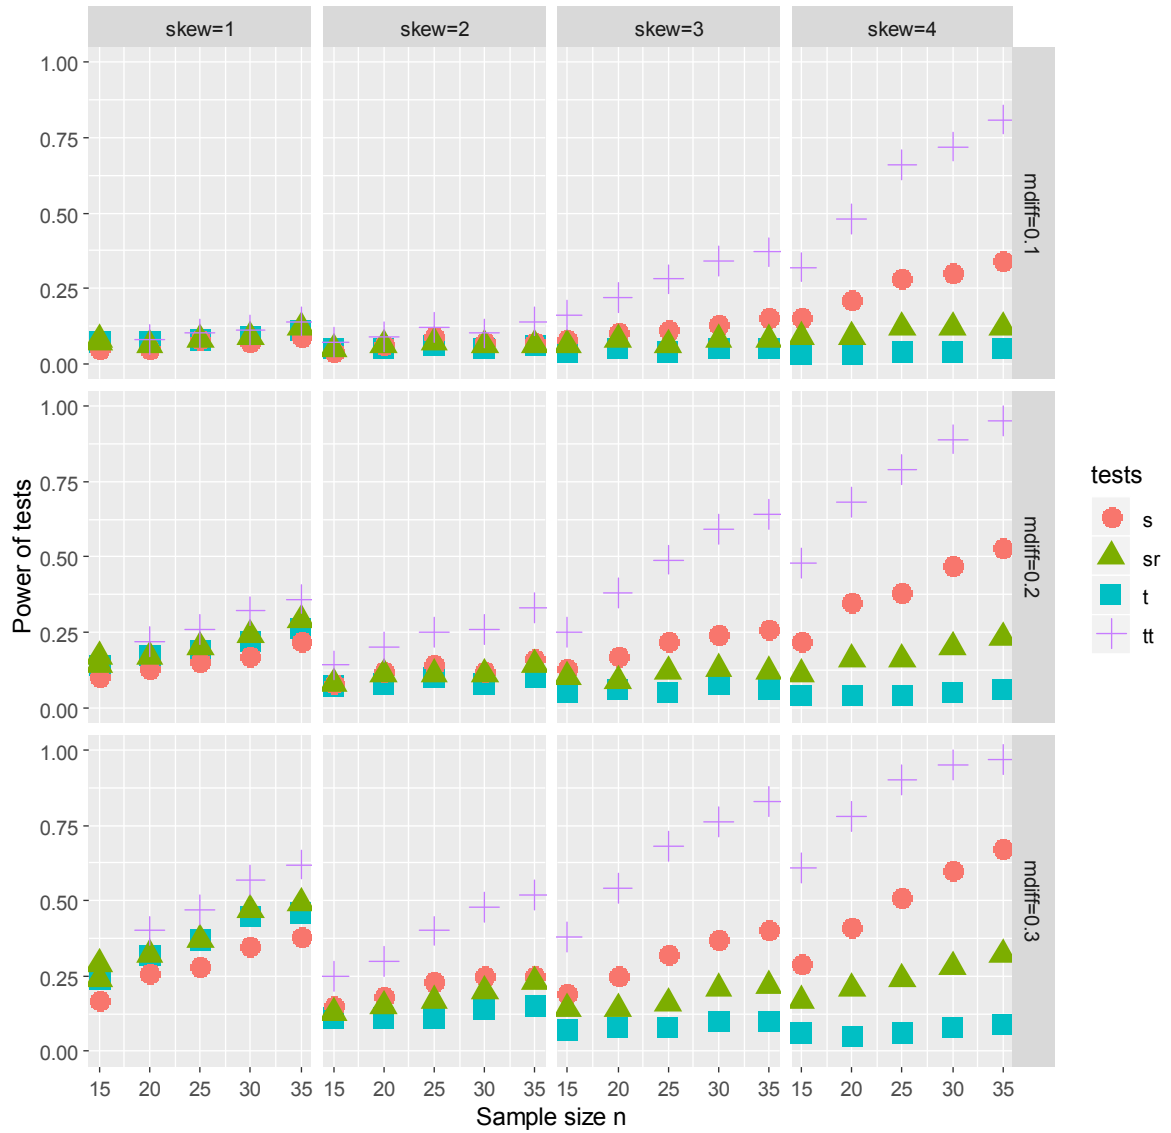 skew=1 skew=2 skew=3 skew=4
1.00
0.75
0.50
0.25
0.00
mdiff=0.1
1.00
0.75
0.50
0.25
0.00
mdiff=0.2
1.00
0.75
0.50
0.25
0.00
mdiff=0.3
15 20 25 30 35 15 20 25 30 35 15 20 25 30 35 15 20 25 30 35
Sample size n
Power of tests
tests
s
sr
t
tt